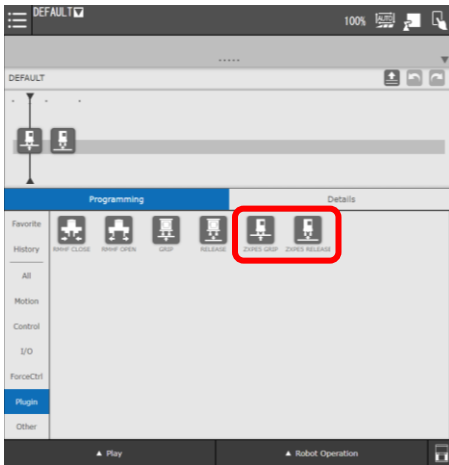 DEFAULT
100%
AUTO
DEFAULT
Programming
Details
Favorite
History
All
Motion
Control
I/O
ForceCtrl
Plugin
Other
RMHF CLOSE
RMHF OPEN
GRIP
RELEASE
ZXPES GRIP
ZXPES RELEASE
▲ Play
▲ Robot Operation